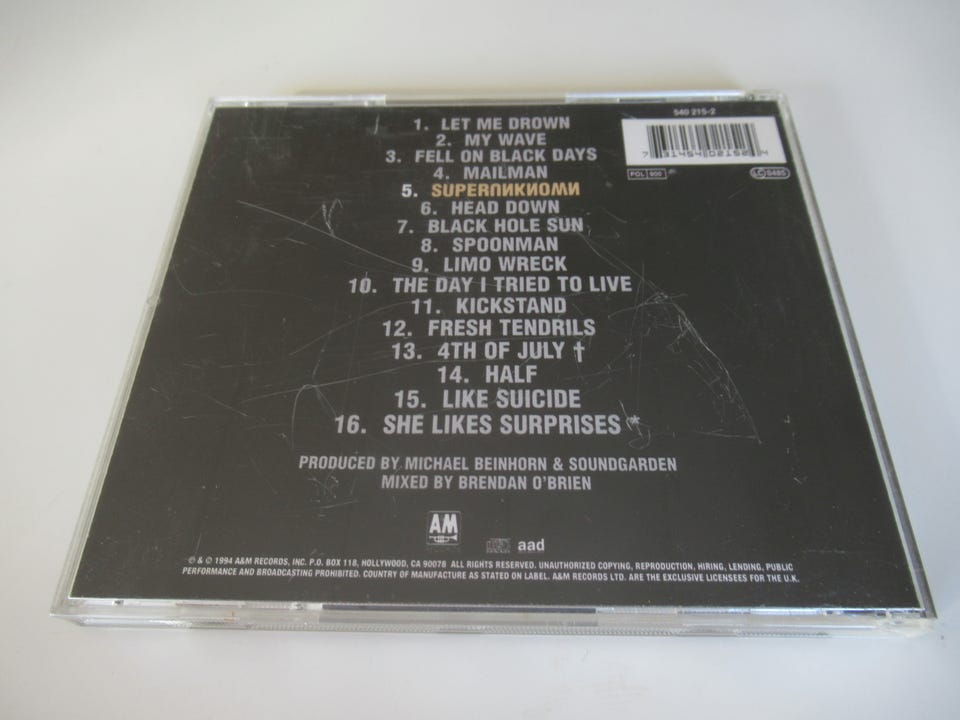 540 215-2
7 31454 02152 4
POL 900
LC 0485
1. LET ME DROWN
2. MY WAVE
3. FELL ON BLACK DAYS
4. MAILMAN
5. SUPERUNKNOWN
6. HEAD DOWN
7. BLACK HOLE SUN
8. SPOONMAN
9. LIMO WRECK
10. THE DAY I TRIED TO LIVE
11. KICKSTAND
12. FRESH TENDRILS
13. 4TH OF JULY †
14. HALF
15. LIKE SUICIDE
16. SHE LIKES SURPRISES *
PRODUCED BY MICHAEL BEINHORN & SOUNDGARDEN
MIXED BY BRENDAN O'BRIEN
AM
aad
℗ & © 1994 A&M RECORDS, INC. P.O. BOX 118, HOLLYWOOD, CA 90078 ALL RIGHTS RESERVED. UNAUTHORIZED COPYING, REPRODUCTION, HIRING, LENDING, PUBLIC
PERFORMANCE AND BROADCASTING PROHIBITED. COUNTRY OF MANUFACTURE AS STATED ON LABEL. A&M RECORDS LTD. ARE THE EXCLUSIVE LICENSEES FOR THE U.K.